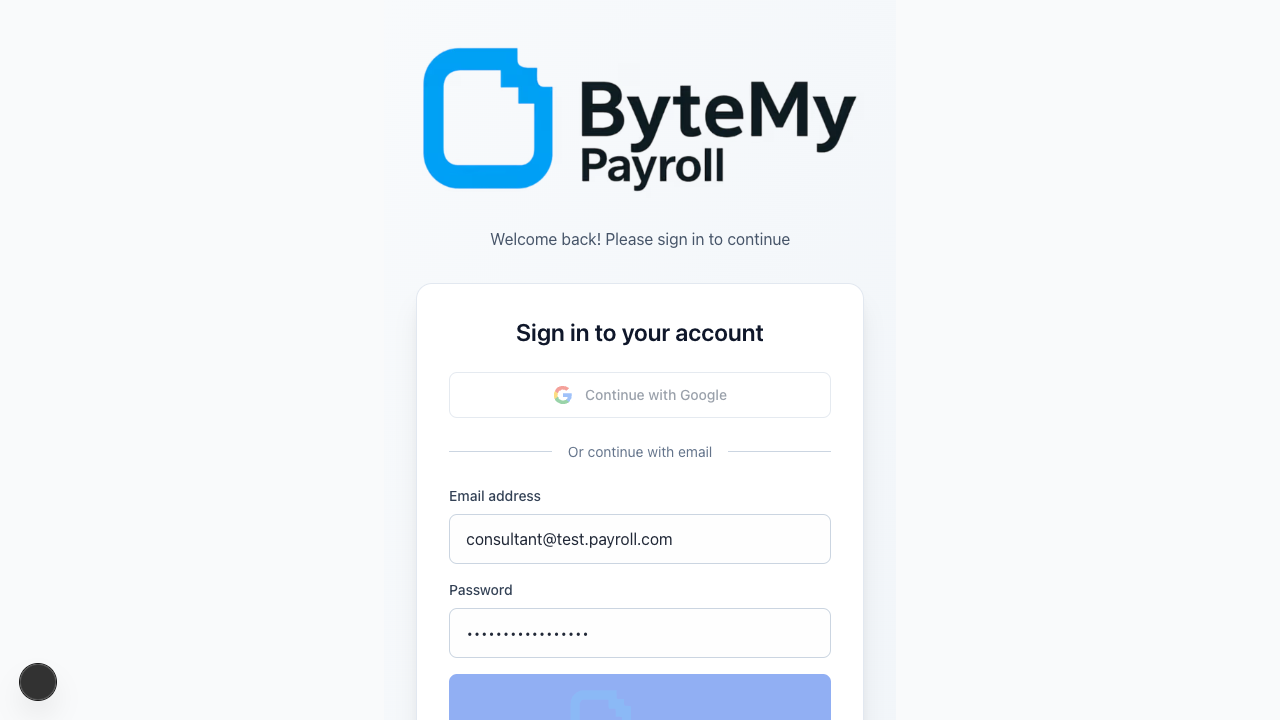 ByteMy
Payroll
Welcome back! Please sign in to continue
Sign in to your account
Continue with Google
Or continue with email
Email address
consultant@test.payroll.com
Password
•••••••••••••••••